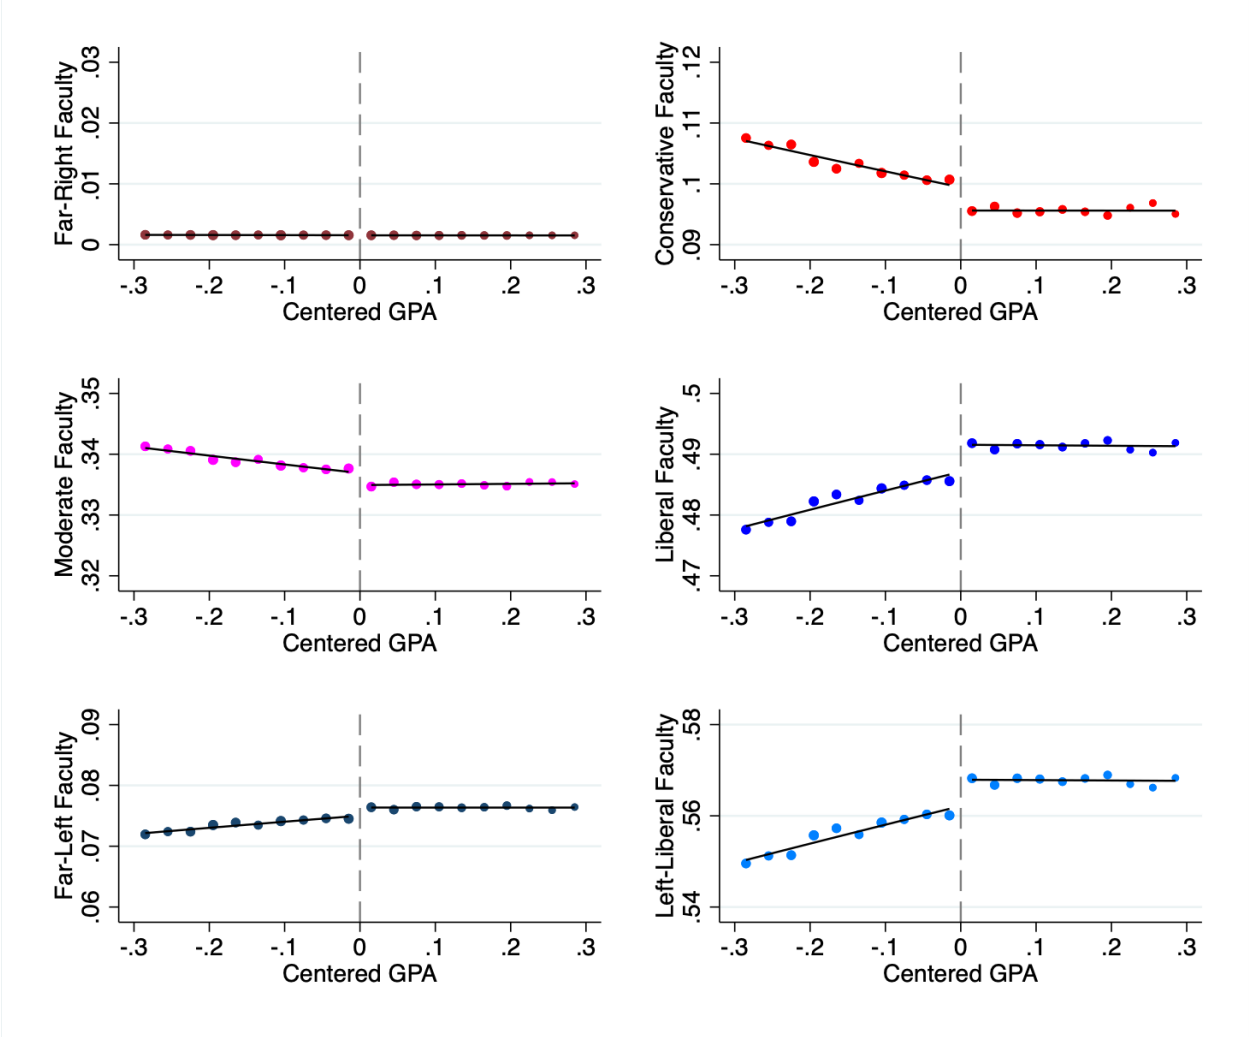 Far-Right Faculty
.03
.02
.01
0
-.3 -.2 -.1 0 .1 .2 .3
Centered GPA
Conservative Faculty
.12
.11
.1
.09
-.3 -.2 -.1 0 .1 .2 .3
Centered GPA
Moderate Faculty
.35
.34
.33
.32
-.3 -.2 -.1 0 .1 .2 .3
Centered GPA
Liberal Faculty
.5
.49
.48
.47
-.3 -.2 -.1 0 .1 .2 .3
Centered GPA
Far-Left Faculty
.09
.08
.07
.06
-.3 -.2 -.1 0 .1 .2 .3
Centered GPA
Left-Liberal Faculty
.58
.56
.54
-.3 -.2 -.1 0 .1 .2 .3
Centered GPA